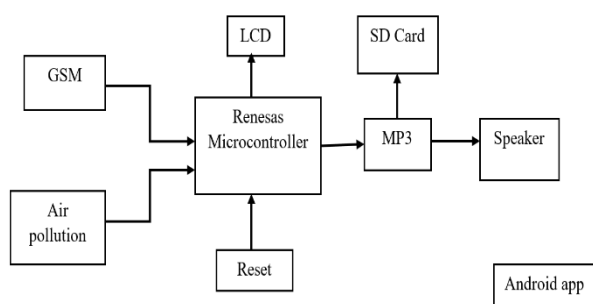 LCD
SD Card
GSM
Renesas
Microcontroller
MP3
Speaker
Air
pollution
Reset
Android app